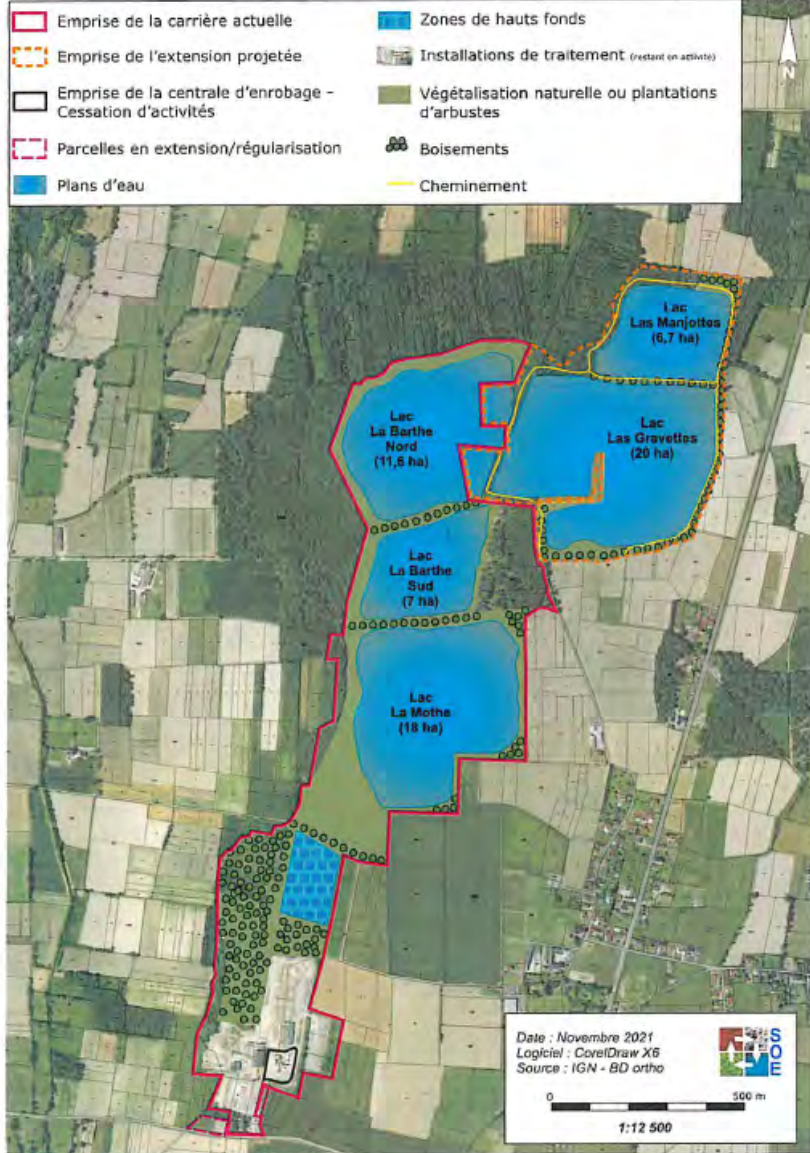 Emprise de la carrière actuelle
Emprise de l'extension projetée
Emprise de la centrale d'enrobage -
Cessation d'activités
Parcelles en extension/régularisation
Plans d'eau
Zones de hauts fonds
Installations de traitement (restant en activité)
Végétalisation naturelle ou plantations
d'arbustes
Boisements
Cheminement
N
Lac
Las Manjottes
(6,7 ha)
Lac
La Barthe
Nord
(11,6 ha)
Lac
Las Gravettes
(20 ha)
Lac
La Barthe
Sud
(7 ha)
Lac
La Mothe
(18 ha)
Date : Novembre 2021
Logiciel : CorelDraw X6
Source : IGN - BD ortho
SOE
0 500 m
1:12 500